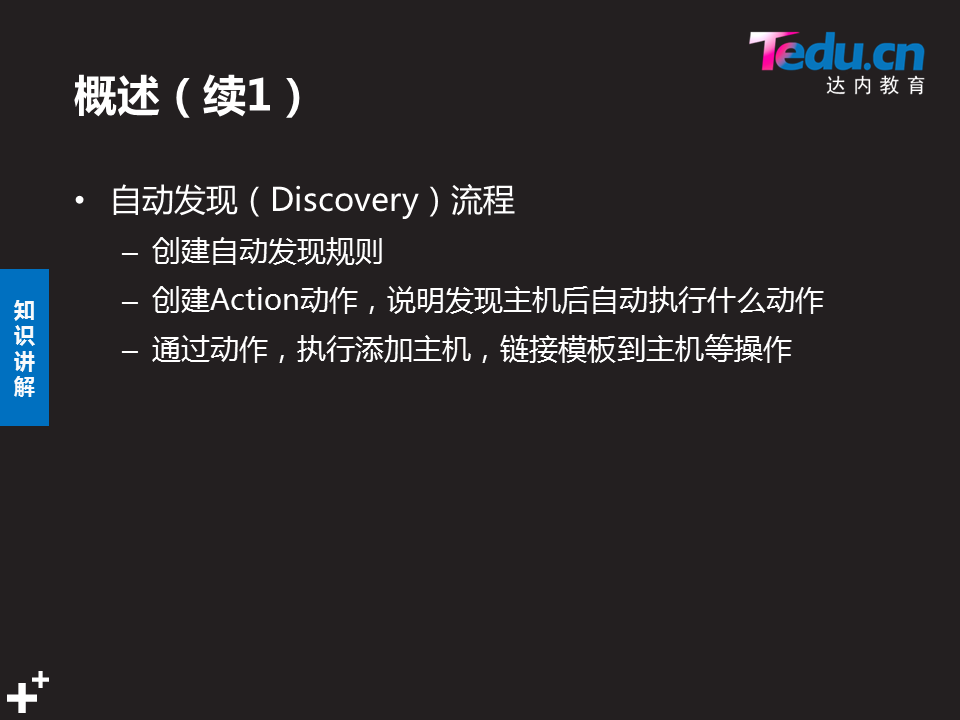 Tedu.cn
达内教育
概述（续1）
• 自动发现（Discovery）流程
– 创建自动发现规则
– 创建Action动作，说明发现主机后自动执行什么动作
– 通过动作，执行添加主机，链接模板到主机等操作
知识讲解